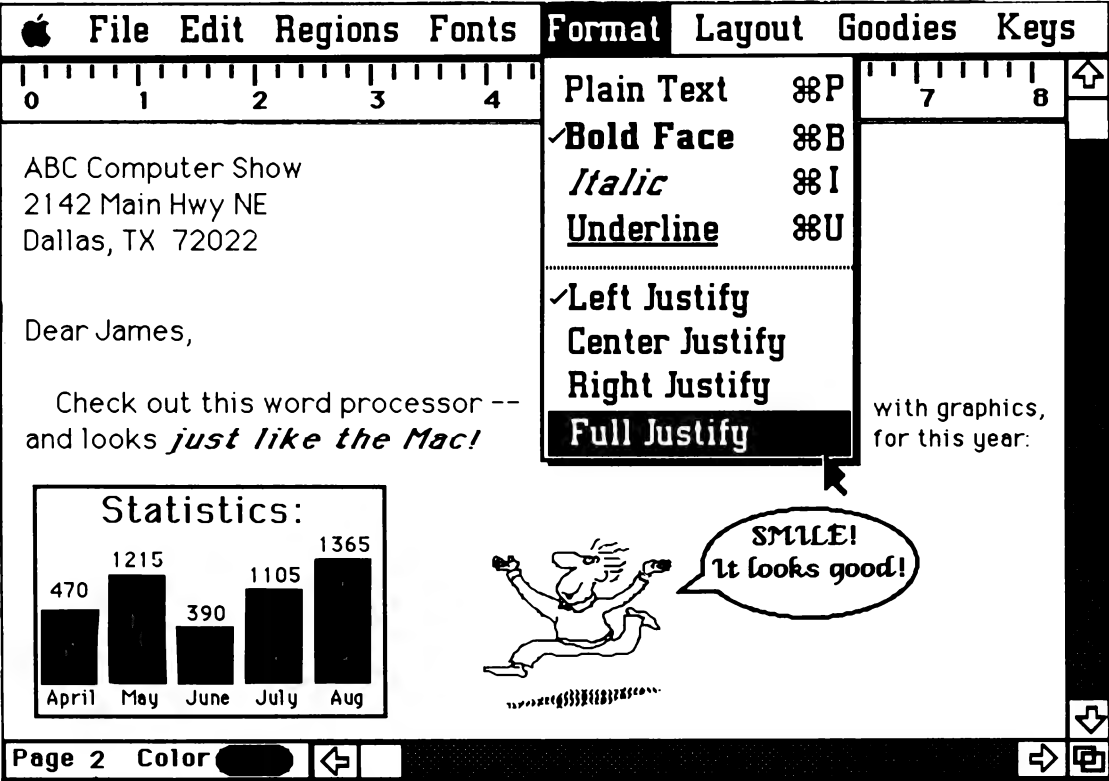 File Edit Regions Fonts Format Layout Goodies Keys
0 1 2 3 4 7 8
Plain Text ⌘P
✓Bold Face ⌘B
Italic ⌘I
Underline ⌘U
✓Left Justify
Center Justify
Right Justify
Full Justify
ABC Computer Show
2142 Main Hwy NE
Dallas, TX 72022
Dear James,
Check out this word processor -- with graphics,
and looks just like the Mac! for this year:
Statistics:
470 1215 390 1105 1365
April May June July Aug
SMILE!
It looks good!
Page 2 Color